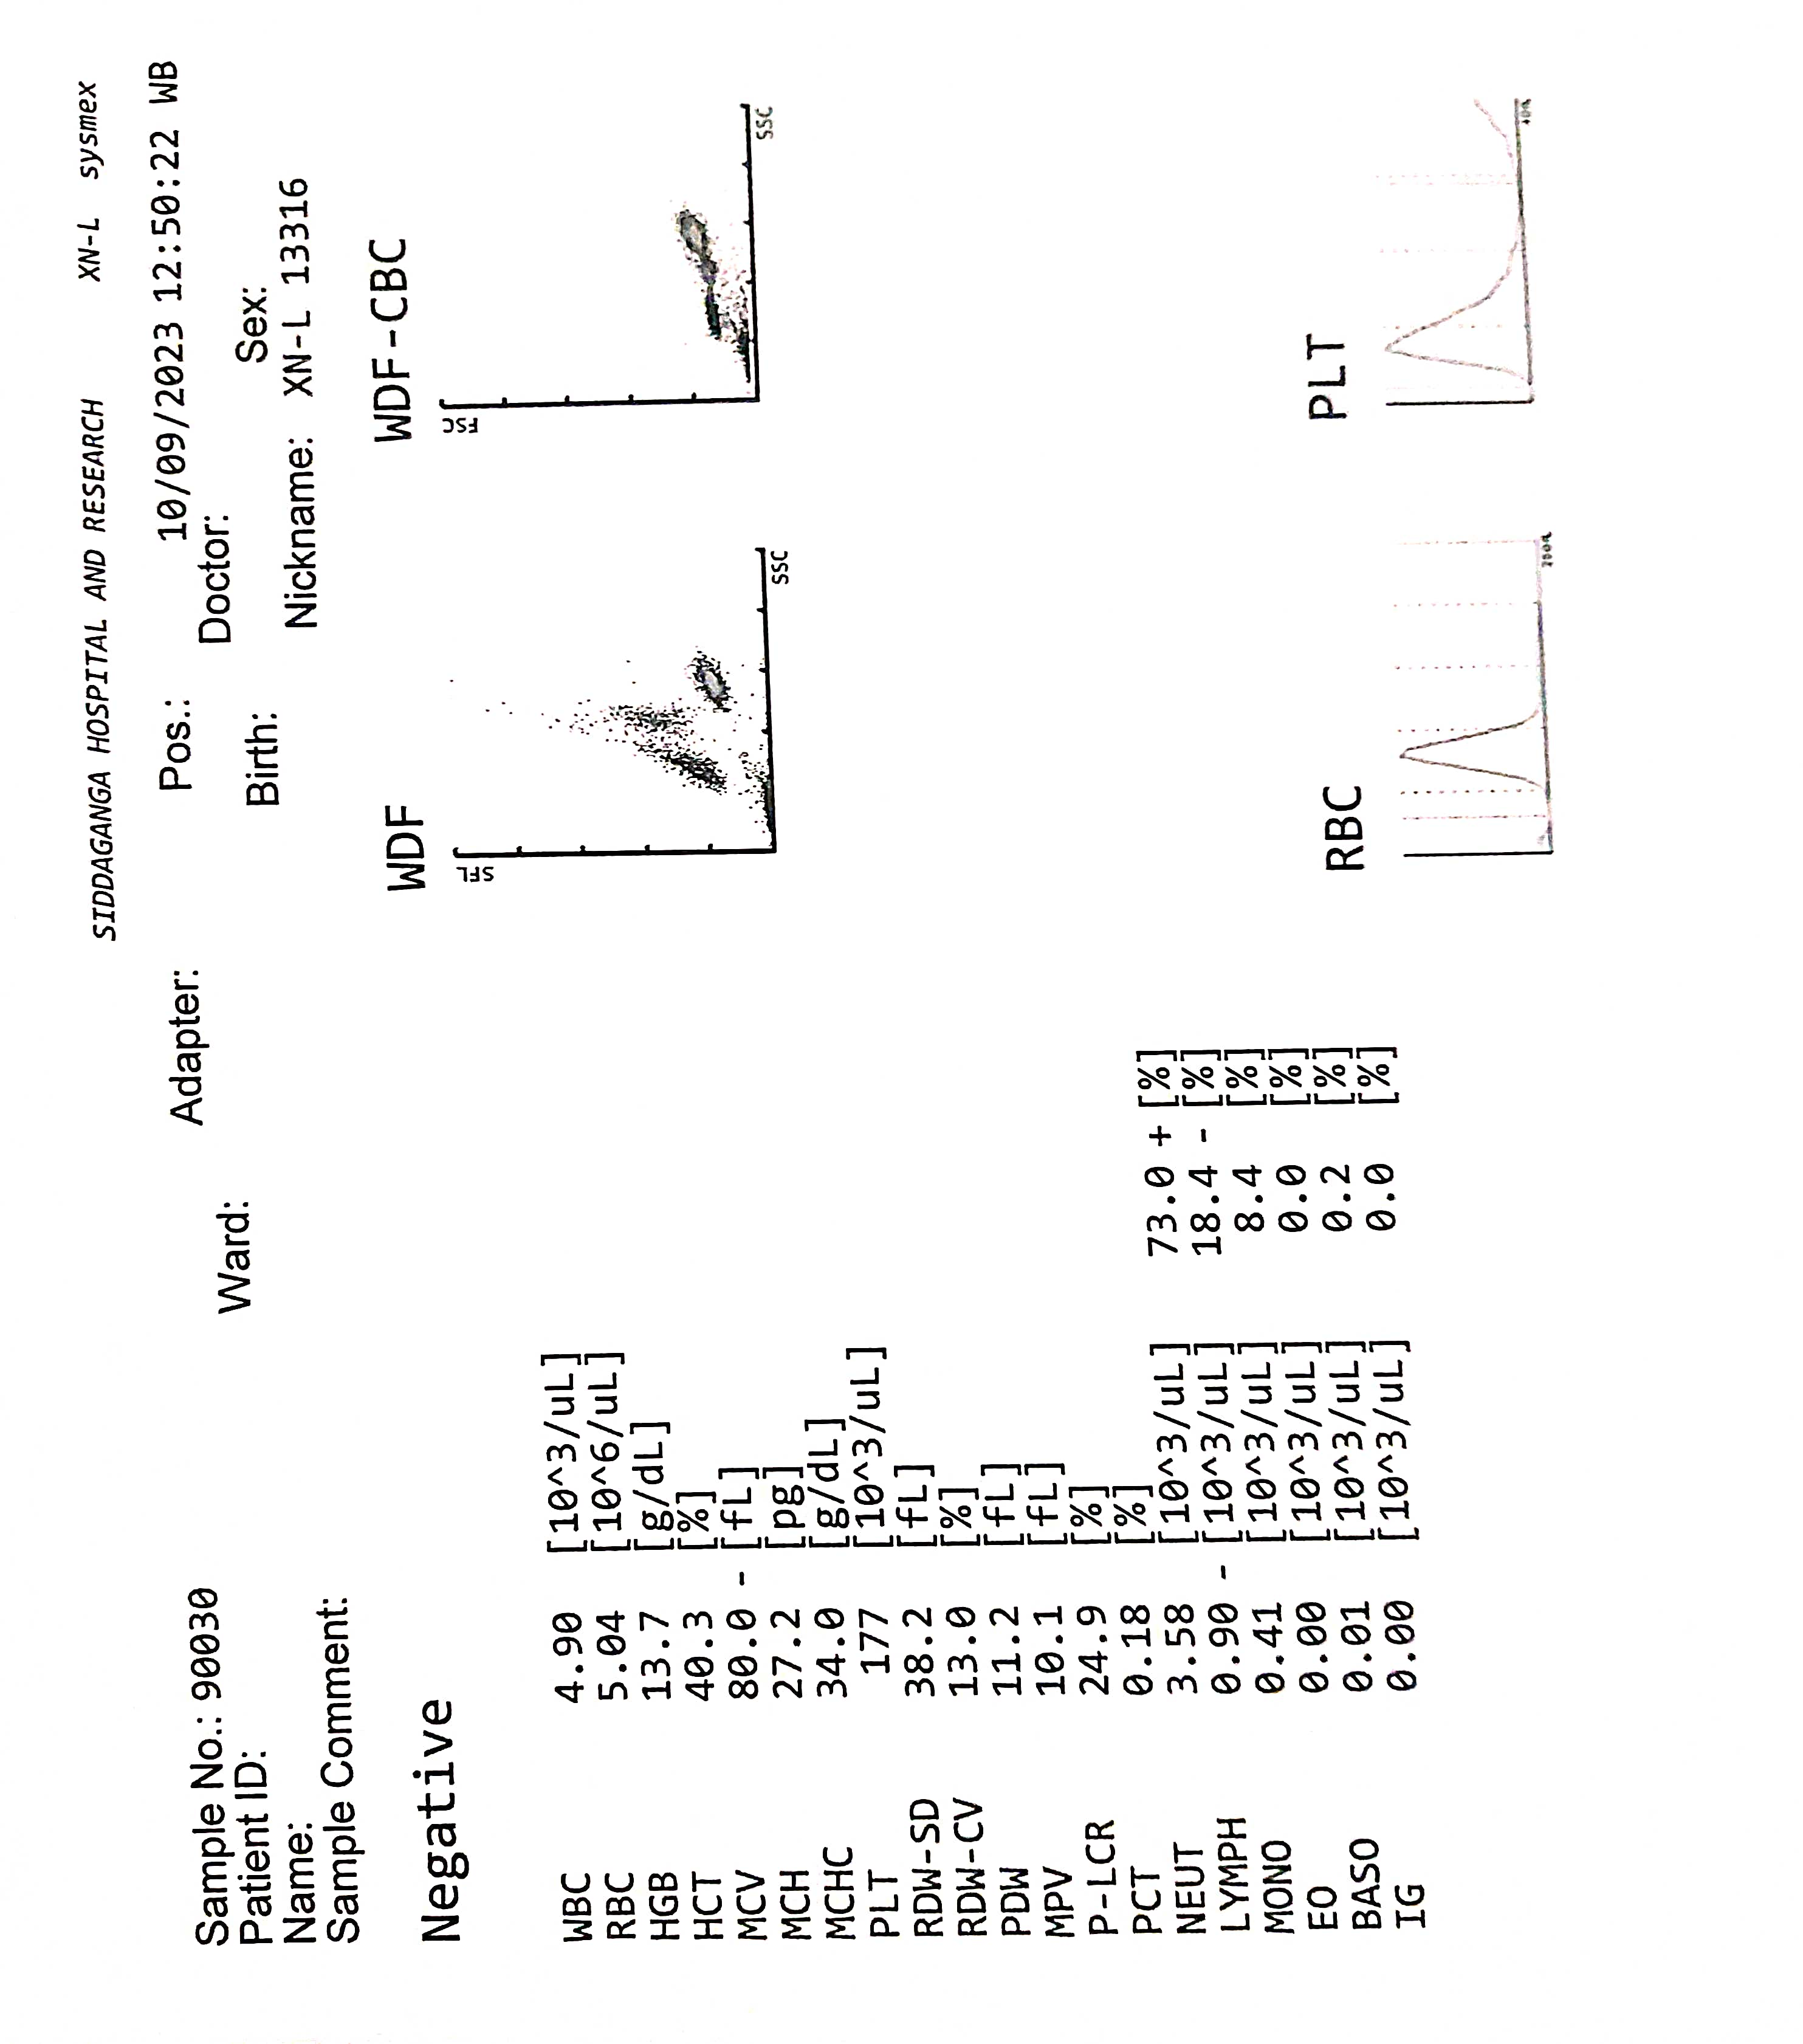 SIDDAGANGA HOSPITAL AND RESEARCH XN-L sysmex
Sample No.: 90030 Adapter: Pos.: 10/09/2023 12:50:22 WB
Patient ID: Ward: Doctor:
Name: Birth: Sex:
Sample Comment: Nickname: XN-L 13316
Negative
WDF
WDF-CBC
SFL
SSC
FSC
SSC
WBC 4.90 [10^3/uL]
RBC 5.04 [10^6/uL]
HGB 13.7 [g/dL]
HCT 40.3 [%]
MCV 80.0 - [fL]
MCH 27.2 [pg]
MCHC 34.0 [g/dL]
PLT 177 [10^3/uL]
RDW-SD 38.2 [fL]
RDW-CV 13.0 [%]
PDW 11.2 [fL]
MPV 10.1 [fL]
P-LCR 24.9 [%]
PCT 0.18 [%]
NEUT 3.58 [10^3/uL] 73.0 + [%]
LYMPH 0.90 - [10^3/uL] 18.4 - [%]
MONO 0.41 [10^3/uL] 8.4 [%]
EO 0.00 [10^3/uL] 0.0 [%]
BASO 0.01 [10^3/uL] 0.2 [%]
IG 0.00 [10^3/uL] 0.0 [%]
RBC
PLT